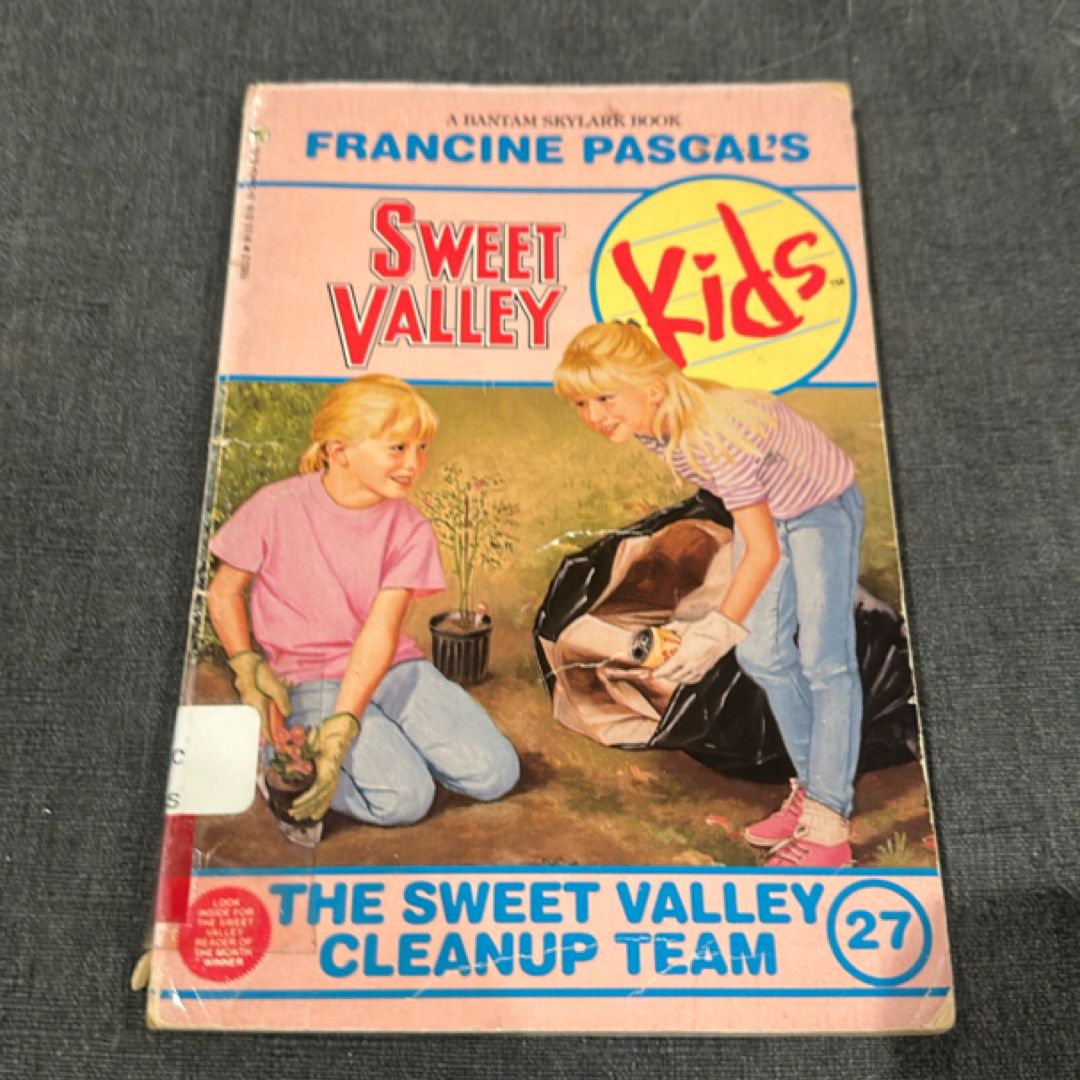 A BANTAM SKYLARK BOOK
FRANCINE PASCAL'S
SWEET
VALLEY
Kids™
C
S
LOOK
INSIDE FOR
THE SWEET
VALLEY
READER OF
THE MONTH
WINNER
THE SWEET VALLEY
CLEANUP TEAM
27